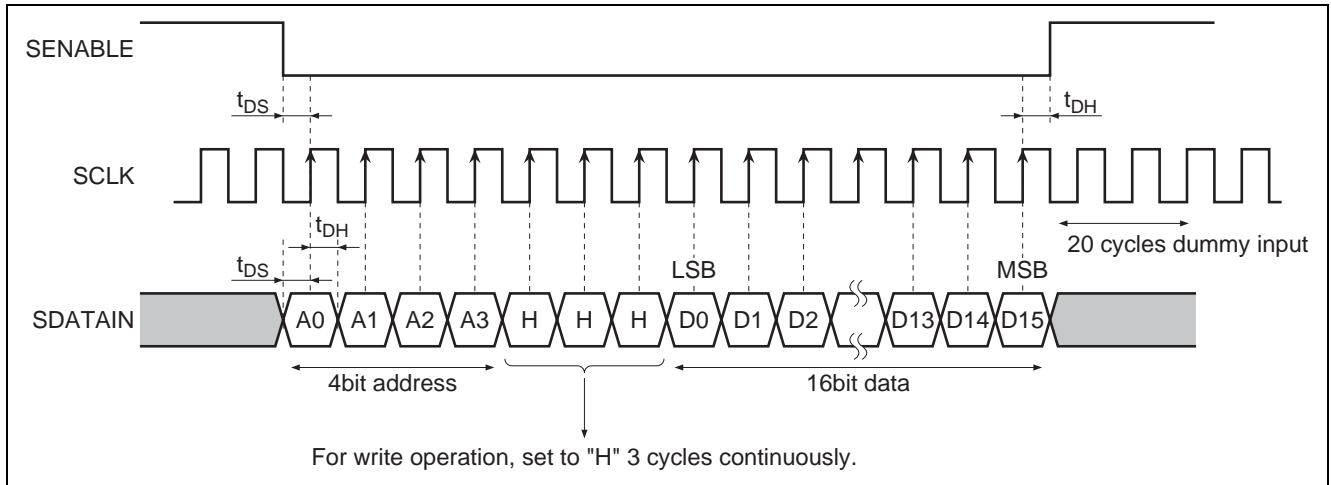 SENABLE
tDS
tDH
SCLK
tDH
20 cycles dummy input
tDS
LSB
MSB
SDATAIN
A0 A1 A2 A3 H H H D0 D1 D2 D13 D14 D15
4bit address
16bit data
For write operation, set to "H" 3 cycles continuously.